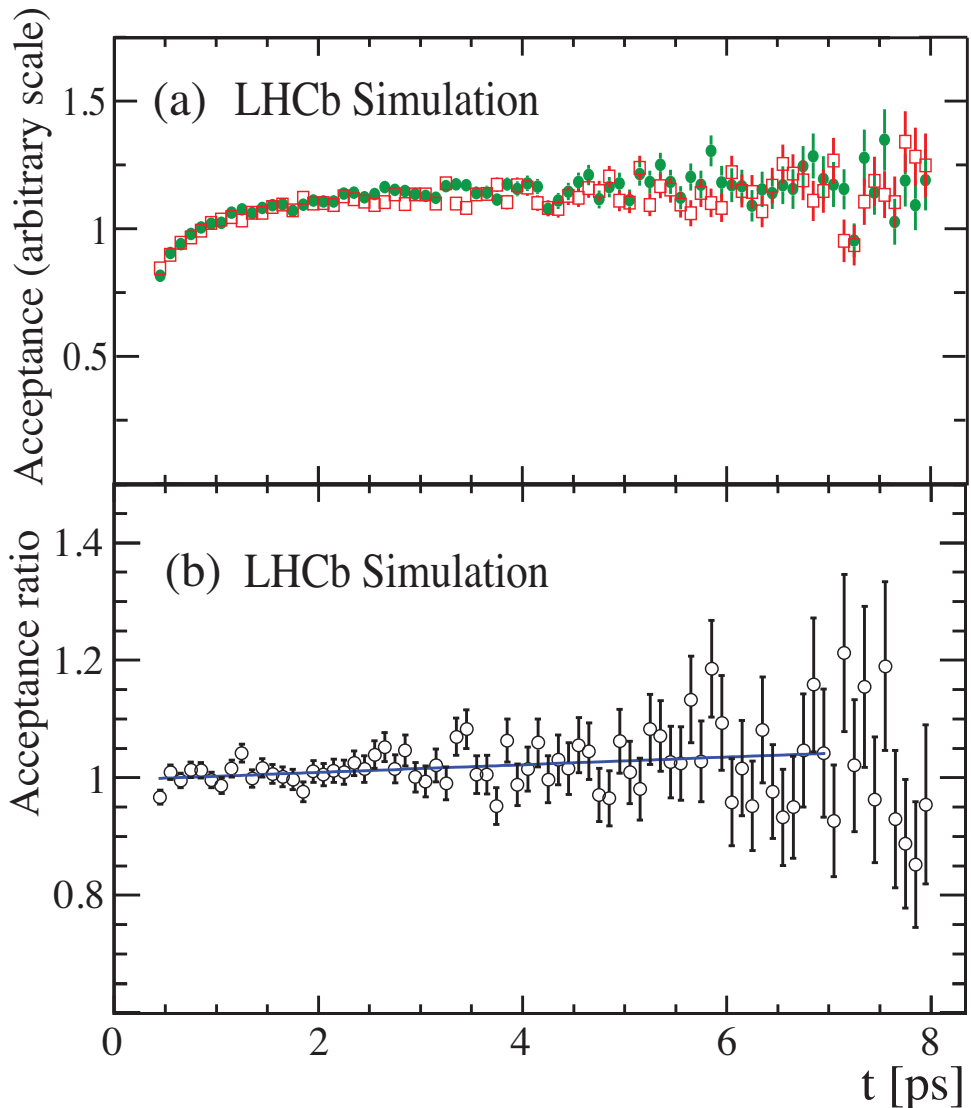 Acceptance (arbitrary scale)
(a) LHCb Simulation
1.5
1
0.5
Acceptance ratio
(b) LHCb Simulation
1.4
1.2
1
0.8
0 2 4 6 8
t [ps]